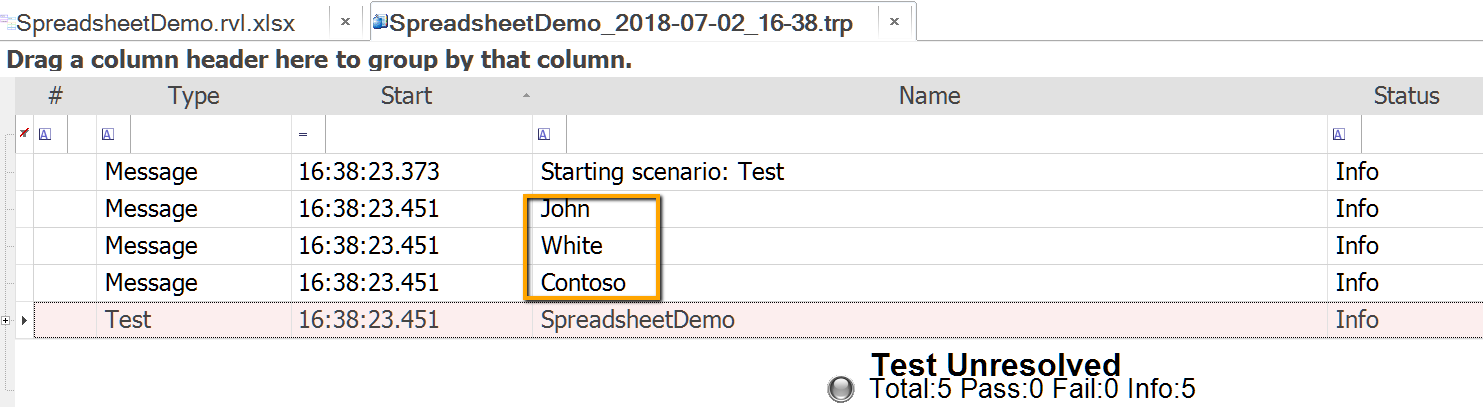 SpreadsheetDemo.rvl.xlsx × SpreadsheetDemo_2018-07-02_16-38.trp ×
Drag a column header here to group by that column.
# Type Start Name Status
A A = A A
Message 16:38:23.373 Starting scenario: Test Info
Message 16:38:23.451 John Info
Message 16:38:23.451 White Info
Message 16:38:23.451 Contoso Info
Test 16:38:23.451 SpreadsheetDemo Info
Test Unresolved
Total:5 Pass:0 Fail:0 Info:5